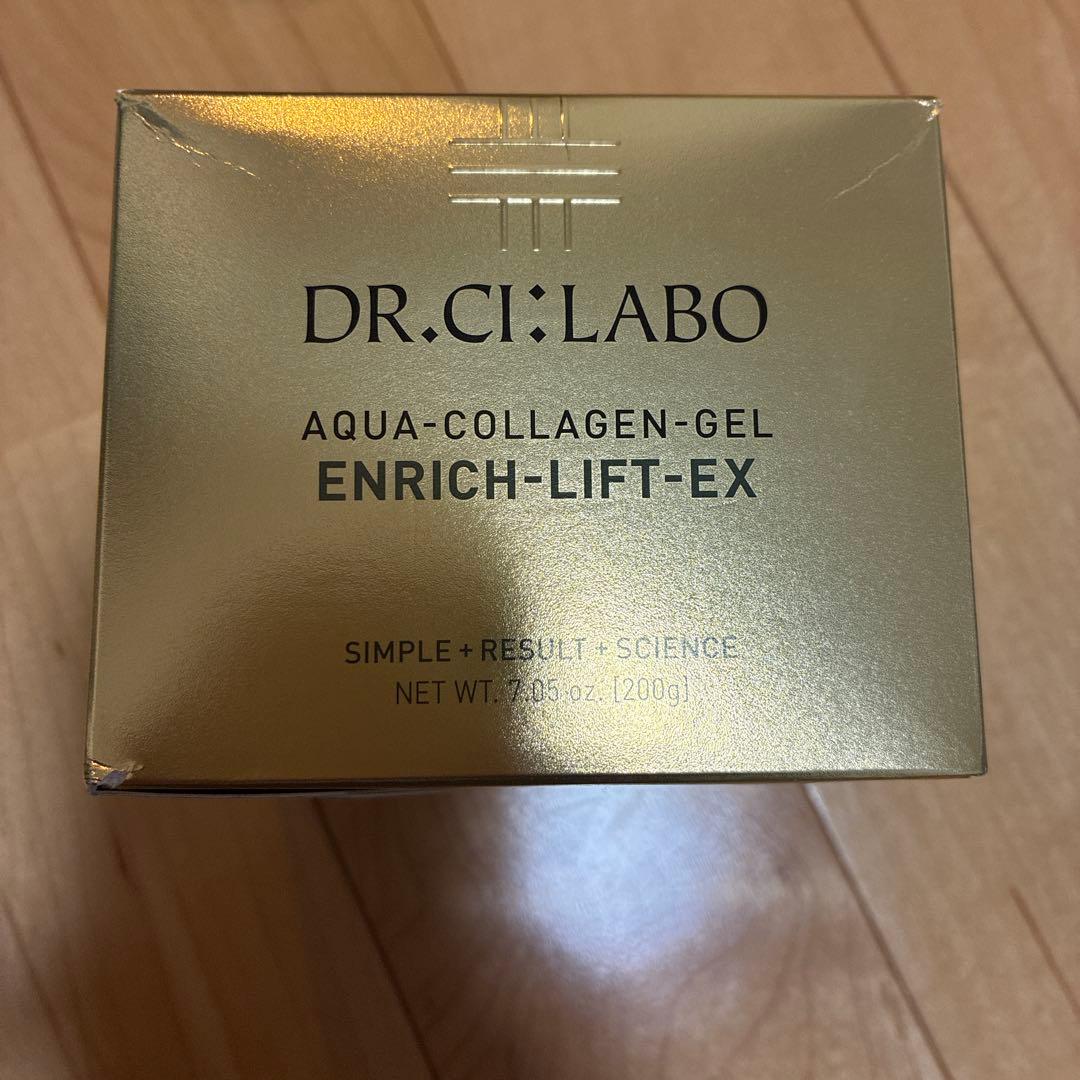 DR.CI:LABO
AQUA-COLLAGEN-GEL
ENRICH-LIFT-EX
SIMPLE + RESULT + SCIENCE
NET WT. 7.05 oz. [200g]